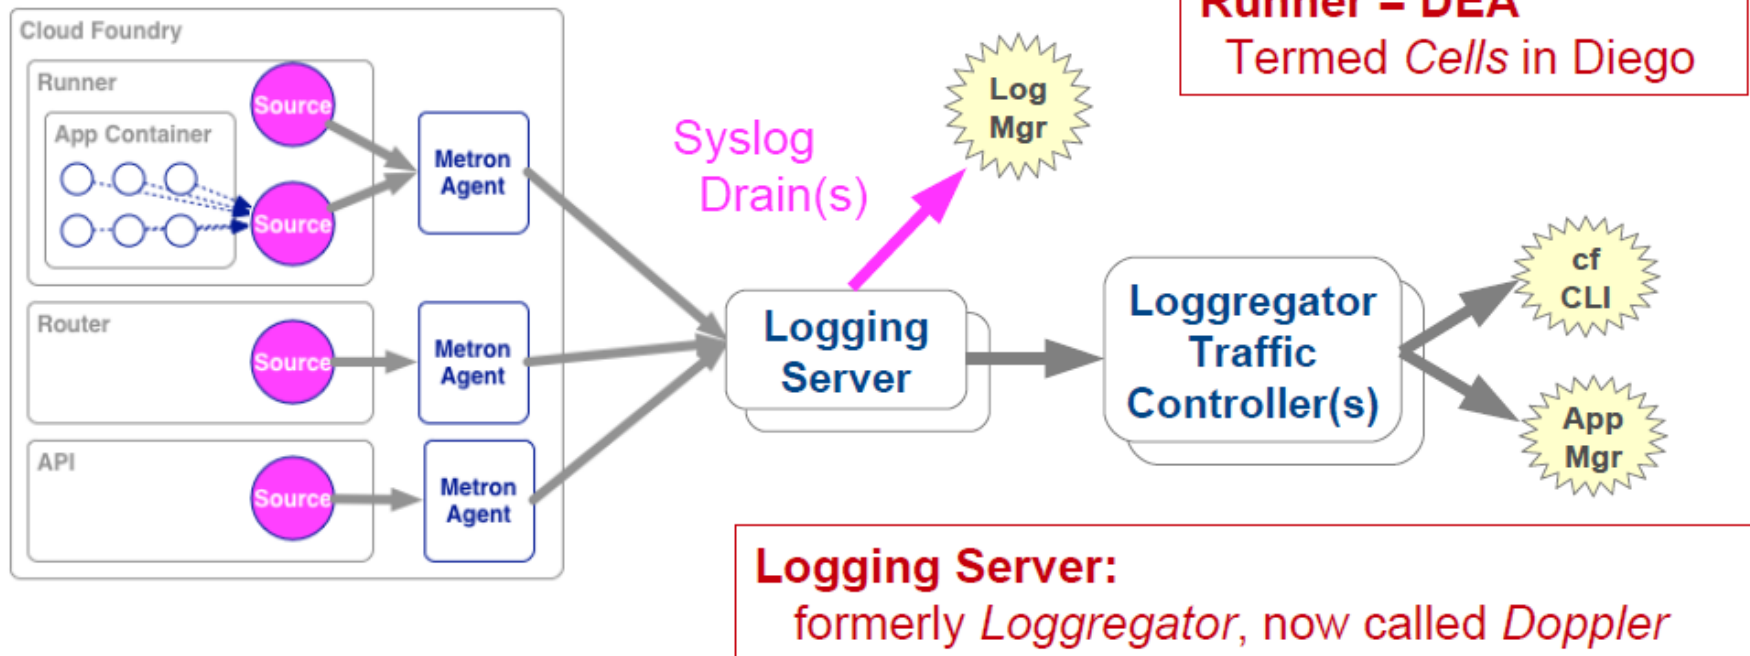 Cloud Foundry
Runner
App Container
Source
Source
Metron
Agent
Router
Source
Metron
Agent
API
Source
Metron
Agent
Syslog
Drain(s)
Log
Mgr
Logging
Server
Loggregator
Traffic
Controller(s)
cf
CLI
App
Mgr
Runner = DEA
Termed Cells in Diego
Logging Server:
formerly Loggregator, now called Doppler